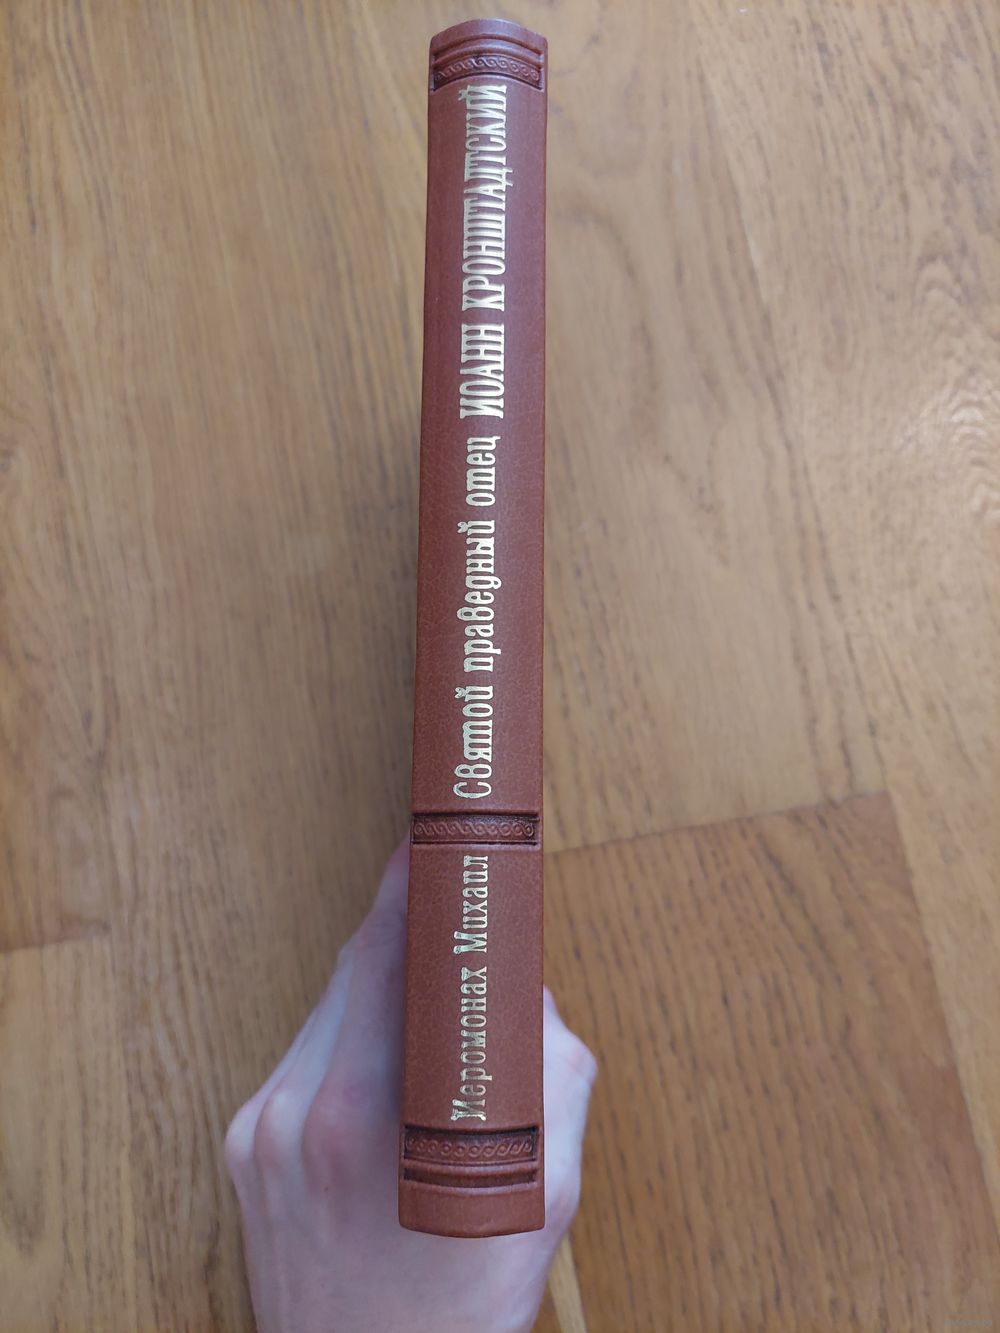 Иеромонах Михаил
Святой праведный отец ИОАНН КРОНШТАДТСКИЙ